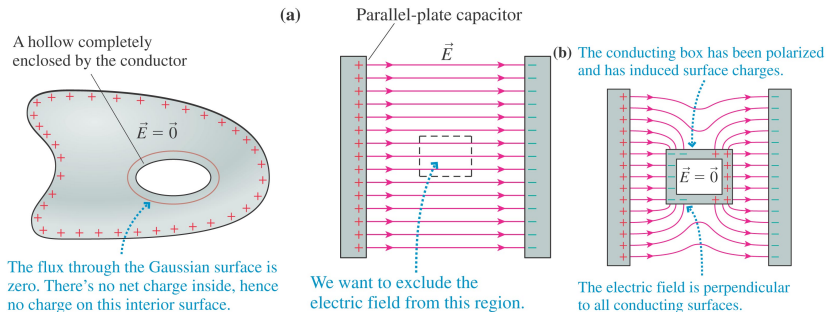 A hollow completely
enclosed by the conductor
E⃗ = 0⃗
The flux through the Gaussian surface is
zero. There's no net charge inside, hence
no charge on this interior surface.
(a)
Parallel-plate capacitor
E⃗
We want to exclude the
electric field from this region.
(b) The conducting box has been polarized
and has induced surface charges.
E⃗ = 0⃗
The electric field is perpendicular
to all conducting surfaces.